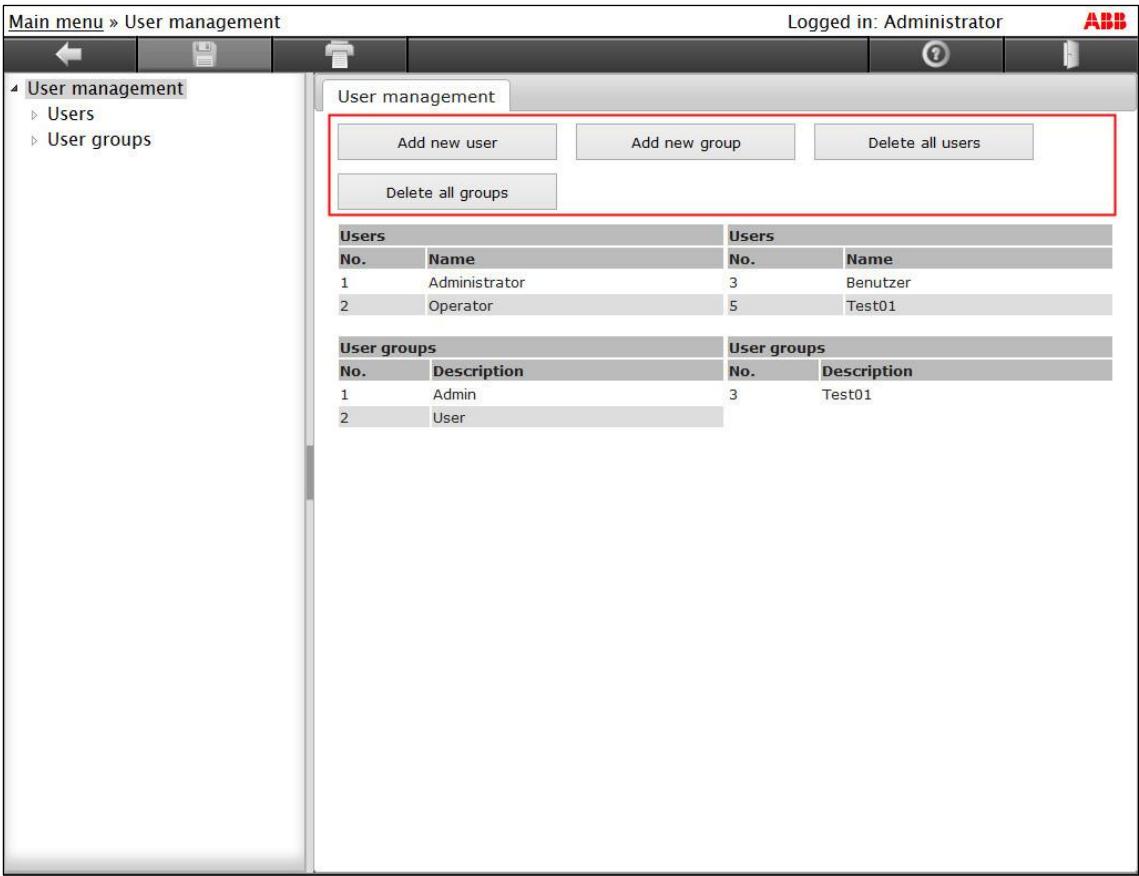 Main menu » User management Logged in: Administrator ABB
User management
Users
User groups
User management
Add new user Add new group Delete all users
Delete all groups
Users Users
No. Name No. Name
1 Administrator 3 Benutzer
2 Operator 5 Test01
User groups User groups
No. Description No. Description
1 Admin 3 Test01
2 User